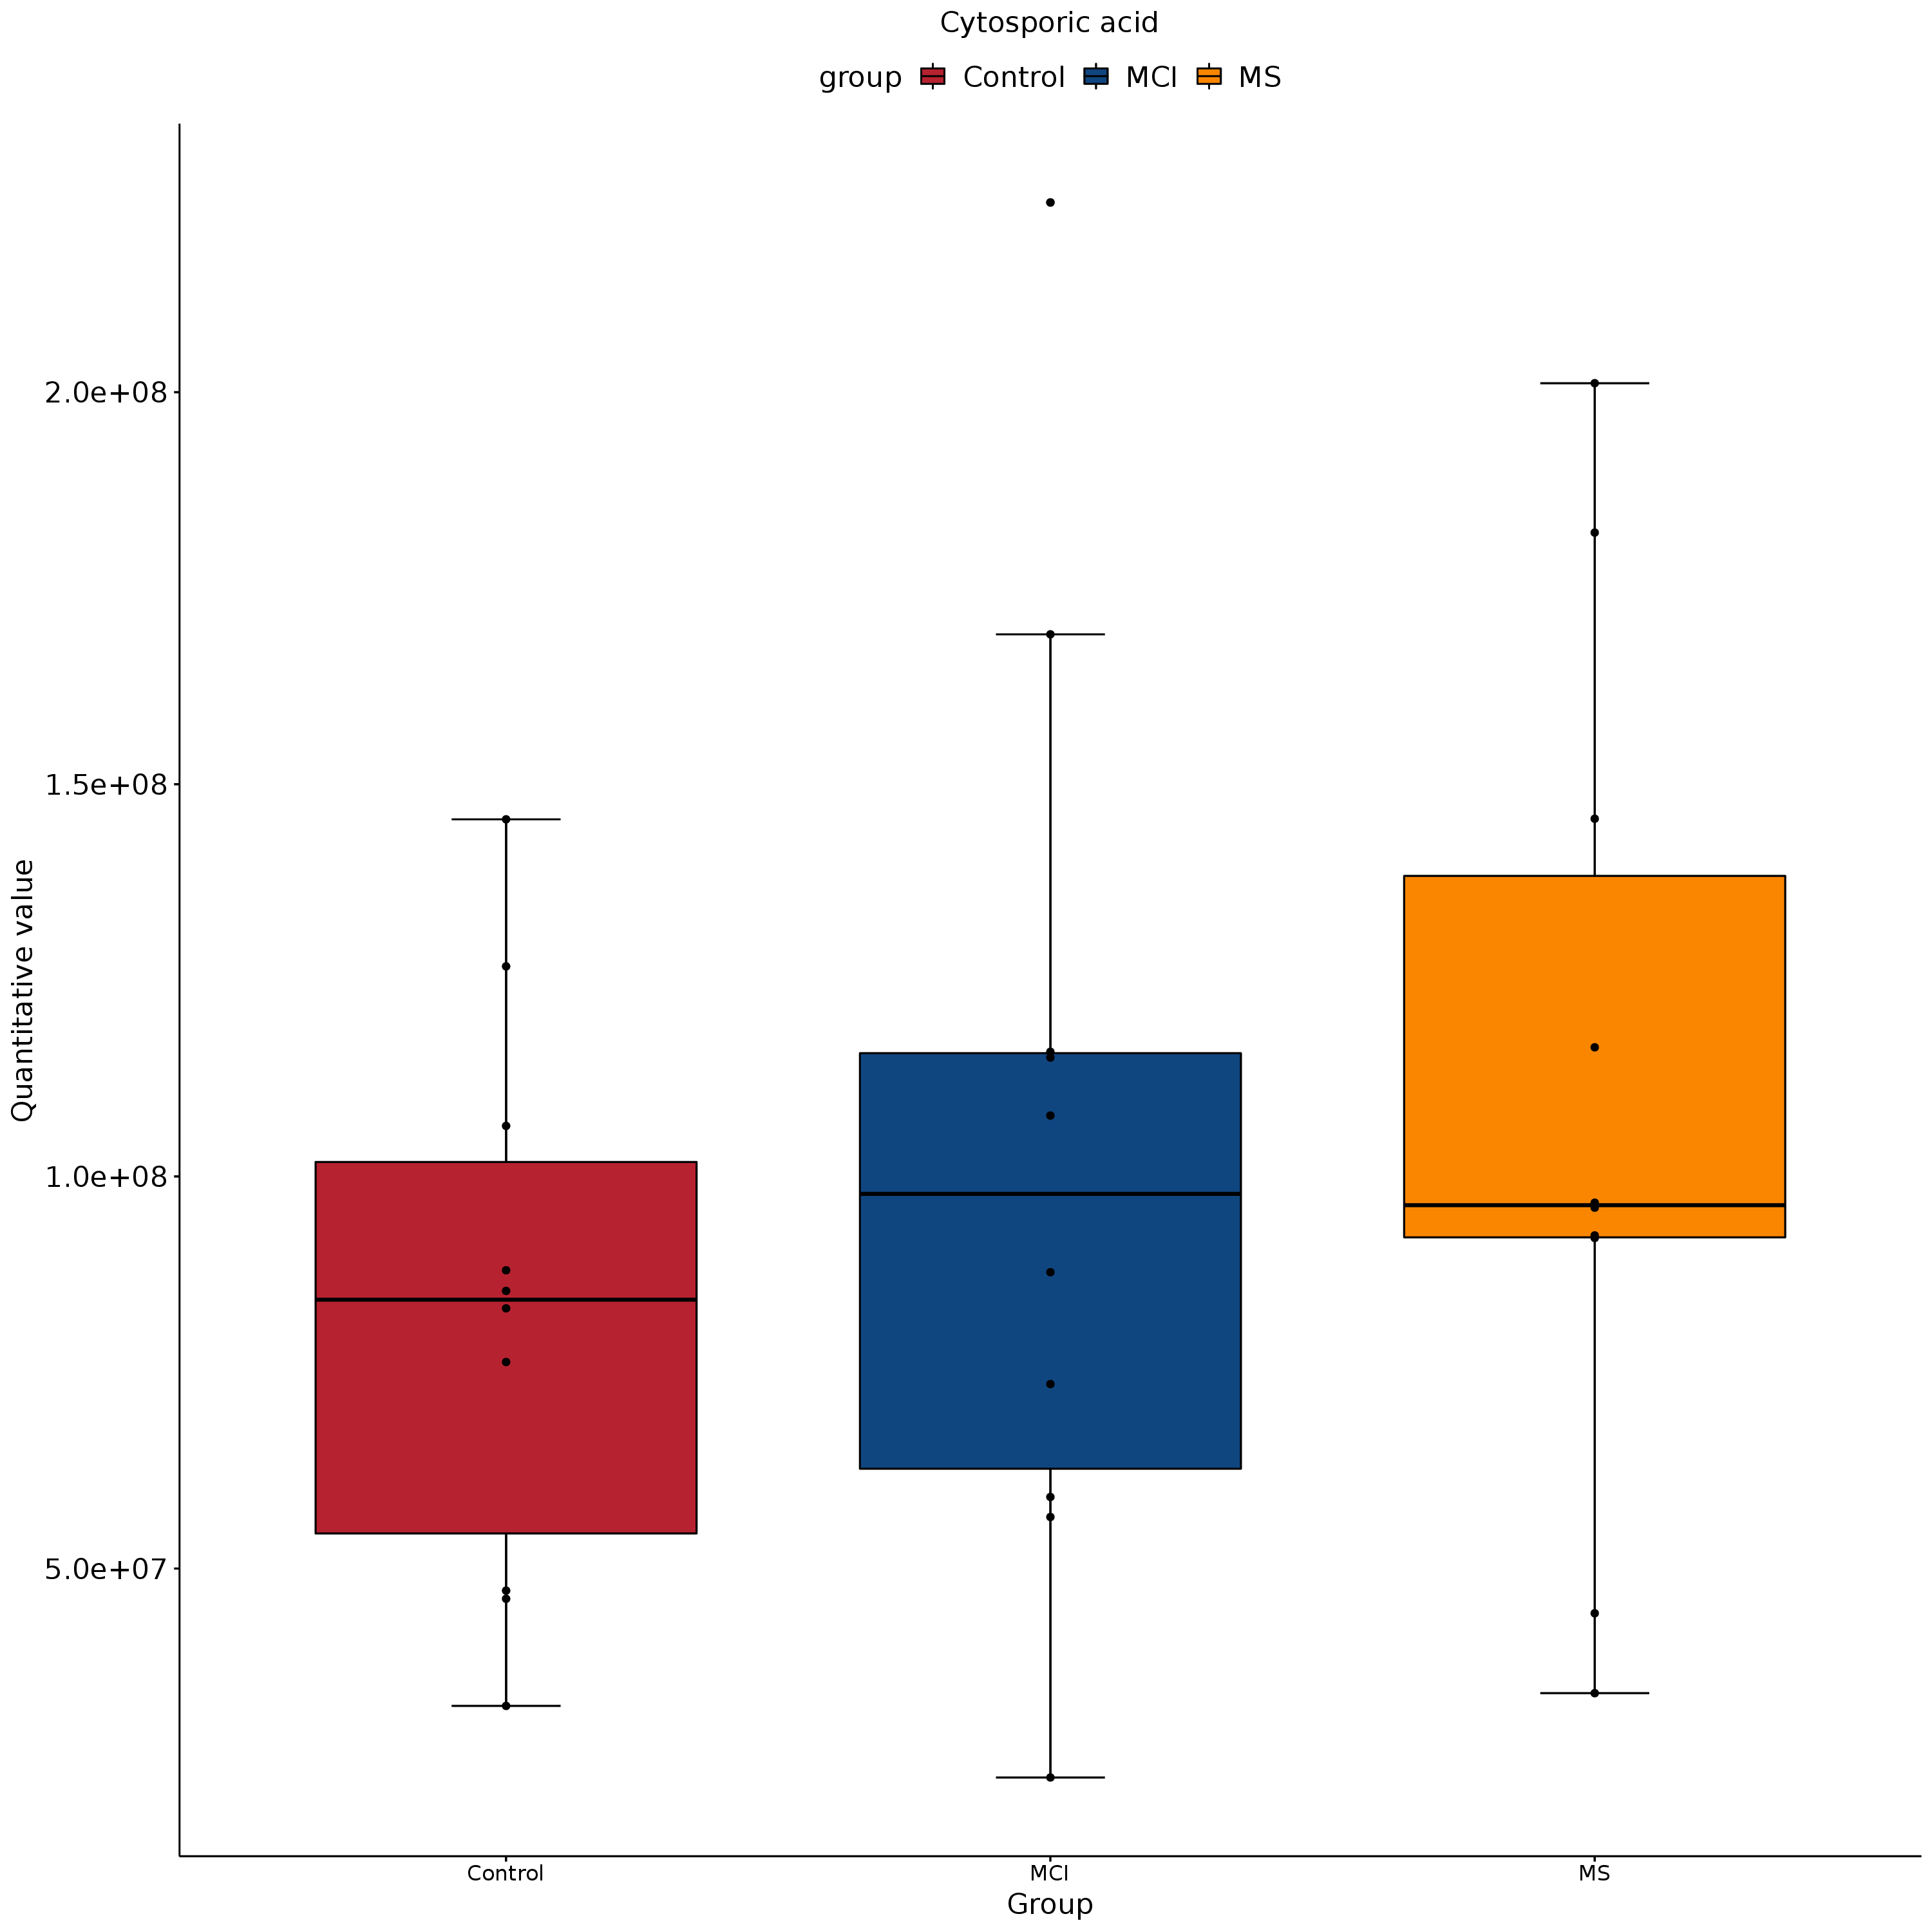 Cytosporic acid
group Control MCI MS
Quantitative value
2.0e+08
1.5e+08
1.0e+08
5.0e+07
Control MCI MS
Group